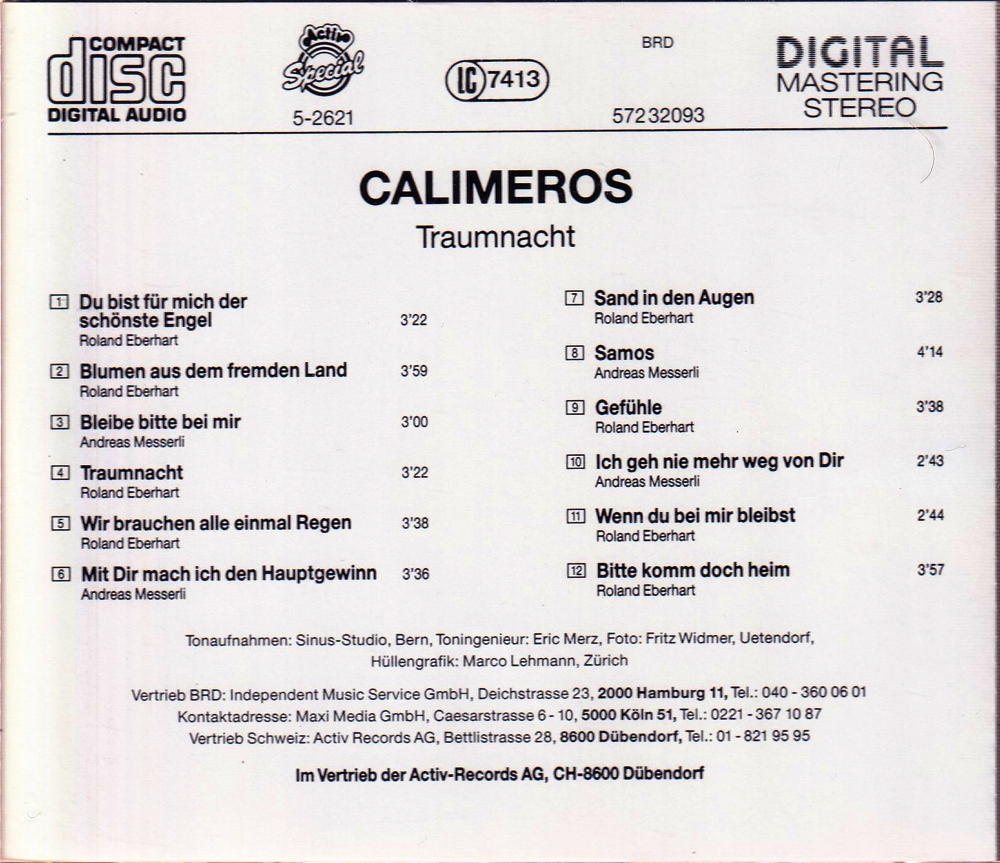 COMPACT
disc
DIGITAL AUDIO
Activ
Special
5-2621
LC 7413
BRD
572 32093
DIGITAL
MASTERING
STEREO
CALIMEROS
Traumnacht
1 Du bist für mich der
schönste Engel 3'22
Roland Eberhart
2 Blumen aus dem fremden Land 3'59
Roland Eberhart
3 Bleibe bitte bei mir 3'00
Andreas Messerli
4 Traumnacht 3'22
Roland Eberhart
5 Wir brauchen alle einmal Regen 3'38
Roland Eberhart
6 Mit Dir mach ich den Hauptgewinn 3'36
Andreas Messerli
7 Sand in den Augen 3'28
Roland Eberhart
8 Samos 4'14
Andreas Messerli
9 Gefühle 3'38
Roland Eberhart
10 Ich geh nie mehr weg von Dir 2'43
Andreas Messerli
11 Wenn du bei mir bleibst 2'44
Roland Eberhart
12 Bitte komm doch heim 3'57
Roland Eberhart
Tonaufnahmen: Sinus-Studio, Bern, Toningenieur: Eric Merz, Foto: Fritz Widmer, Uetendorf,
Hüllengrafik: Marco Lehmann, Zürich
Vertrieb BRD: Independent Music Service GmbH, Deichstrasse 23, 2000 Hamburg 11, Tel.: 040 - 360 06 01
Kontaktadresse: Maxi Media GmbH, Caesarstrasse 6 - 10, 5000 Köln 51, Tel.: 0221 - 367 10 87
Vertrieb Schweiz: Activ Records AG, Bettlistrasse 28, 8600 Dübendorf, Tel.: 01 - 821 95 95
Im Vertrieb der Activ-Records AG, CH-8600 Dübendorf